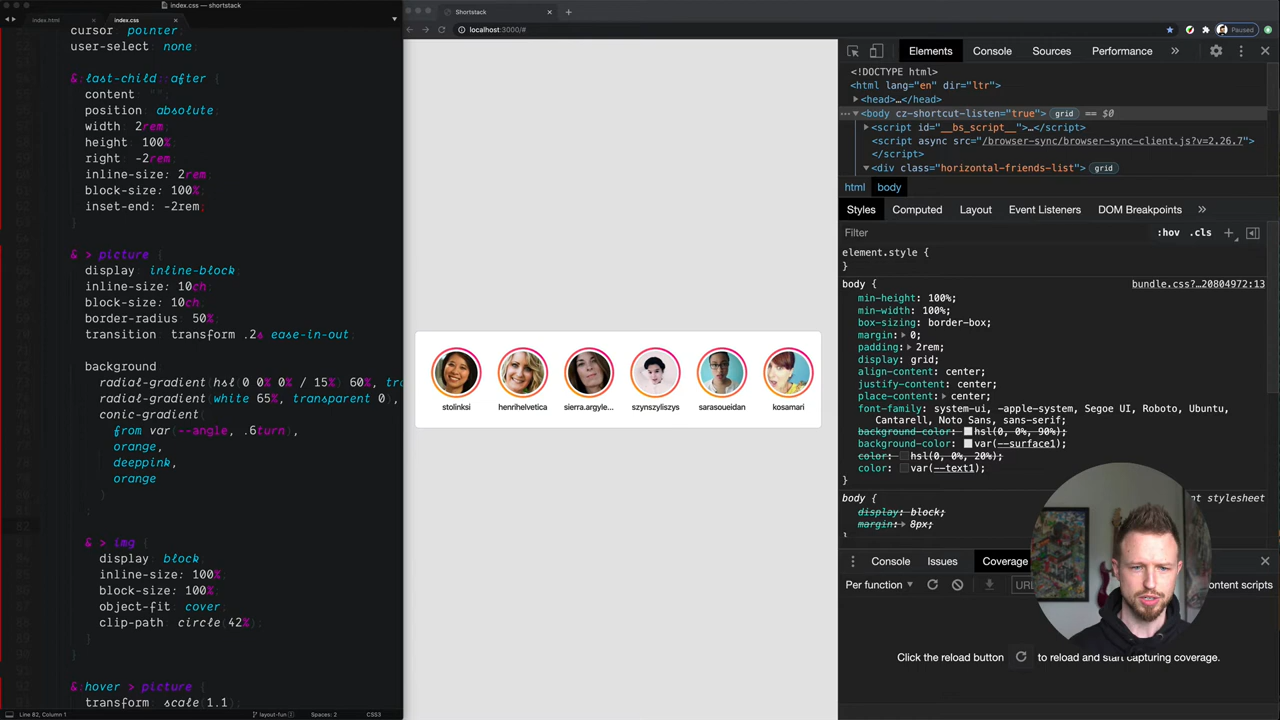 index.css — shortstack
index.html
index.css
cursor pointer;
user-select none;
&:last-child::after {
content "";
position absolute;
width 2rem;
height 100%;
right -2rem;
inline-size: 2rem;
block-size: 100%;
inset-end: -2rem;
}
& > picture {
display inline-block;
inline-size: 10ch;
block-size: 10ch;
border-radius 50%;
transition transform .2s ease-in-out;
background
radial-gradient(hsl(0 0% 0% / 15%) 60%,
radial-gradient(white 65%, transparent 0),
conic-gradient(
from var(--angle, .6turn),
orange,
deeppink,
orange
)
;
82
& > img {
display block;
inline-size: 100%;
block-size: 100%;
object-fit cover;
clip-path circle(42%);
}
}
&:hover > picture {
transform scale(1.1);
Line 82, Column 1
layout-fun
Spaces: 2
CSS3
Shortstack
localhost:3000/#
Paused
stolinksi
henrihelvetica
sierra.argyle...
szynszyliszys
sarasoueidan
kosamari
Elements Console Sources Performance »
<!DOCTYPE html>
<html lang="en" dir="ltr">
<head>…</head>
<body cz-shortcut-listen="true"> grid == $0
<script id="__bs_script__">…</script>
<script async src="/browser-sync/browser-sync-client.js?v=2.26.7">
</script>
<div class="horizontal-friends-list"> grid
html body
Styles Computed Layout Event Listeners DOM Breakpoints »
Filter
:hov .cls
element.style {
}
body {
bundle.css?…20804972:13
min-height: 100%;
min-width: 100%;
box-sizing: border-box;
margin: 0;
padding: 2rem;
display: grid;
align-content: center;
justify-content: center;
place-content: center;
font-family: system-ui, -apple-system, Segoe UI, Roboto, Ubuntu,
Cantarell, Noto Sans, sans-serif;
background-color: hsl(0, 0%, 90%);
background-color: var(--surface1);
color: hsl(0, 0%, 20%);
color: var(--text1);
}
body {
nt stylesheet
display: block;
margin: 8px;
Console Issues Coverage
Per function
URL
ontent scripts
Click the reload button to reload and start capturing coverage.